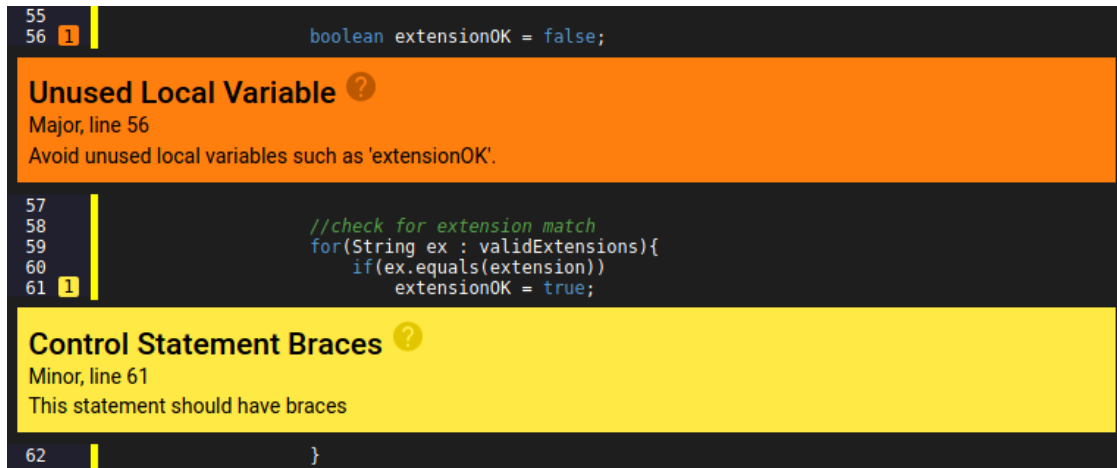 55
56 1 boolean extensionOK = false;
Unused Local Variable ?
Major, line 56
Avoid unused local variables such as 'extensionOK'.
57
58 //check for extension match
59 for(String ex : validExtensions){
60 if(ex.equals(extension))
61 1 extensionOK = true;
Control Statement Braces ?
Minor, line 61
This statement should have braces
62 }